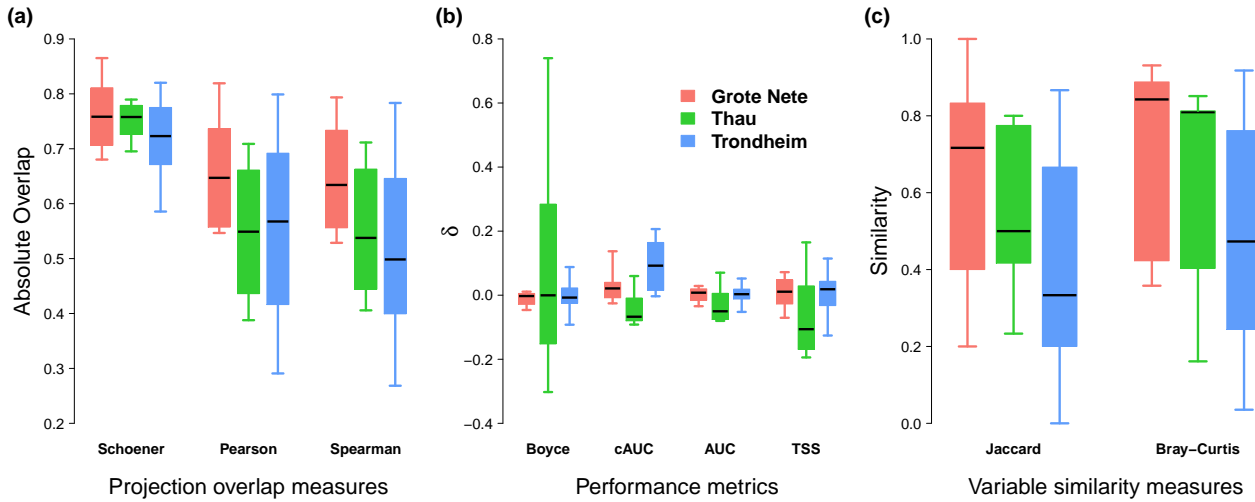 (a)
0.9
0.8
0.7
0.6
0.5
0.4
0.3
0.2
Absolute Overlap
Schoener Pearson Spearman
Projection overlap measures
(b)
0.8
0.6
0.4
0.2
0.0
−0.2
−0.4
δ
Grote Nete
Thau
Trondheim
Boyce cAUC AUC TSS
Performance metrics
(c)
1.0
0.8
0.6
0.4
0.2
0.0
Similarity
Jaccard Bray−Curtis
Variable similarity measures